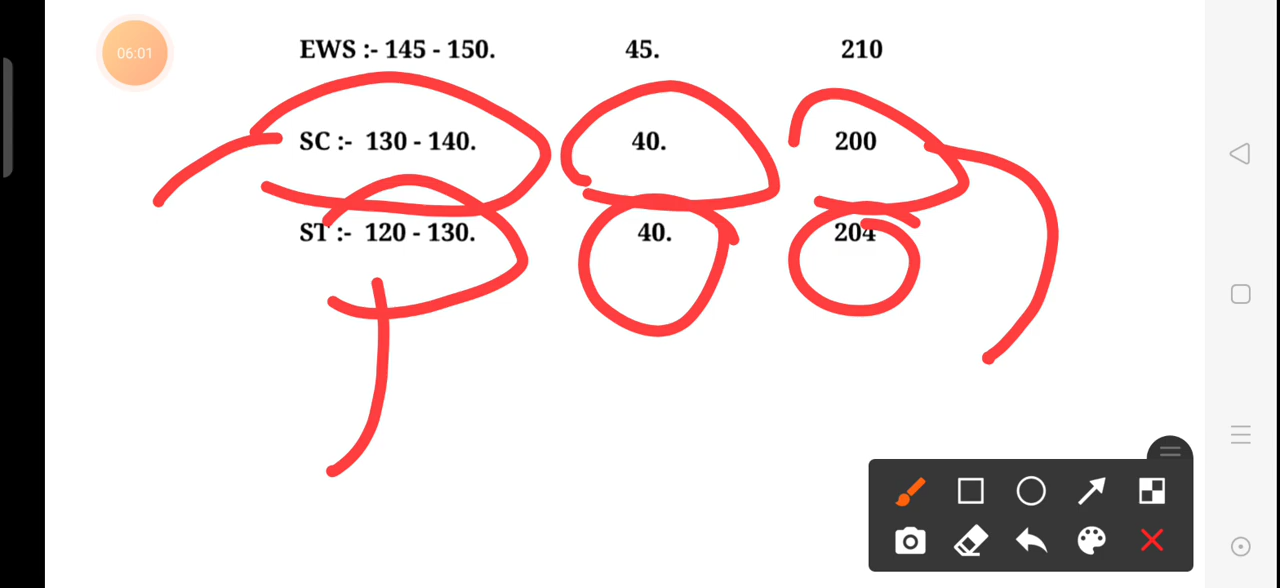 06:01
EWS :- 145 - 150. 45. 210
SC :- 130 - 140. 40. 200
ST :- 120 - 130. 40. 204